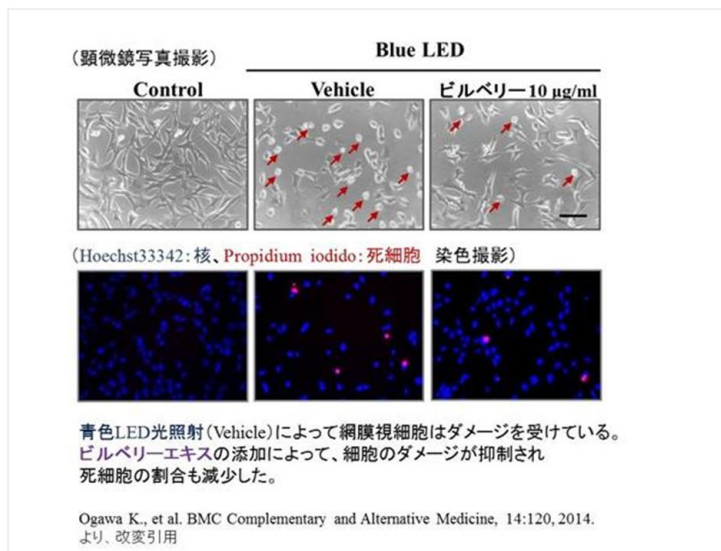 （顕微鏡写真撮影）
Blue LED
Control
Vehicle
ビルベリー10 μg/ml
（Hoechst33342：核、Propidium iodido：死細胞 染色撮影）
青色LED光照射（Vehicle）によって網膜視細胞はダメージを受けている。
ビルベリーエキスの添加によって、細胞のダメージが抑制され
死細胞の割合も減少した。
Ogawa K., et al. BMC Complementary and Alternative Medicine, 14:120, 2014.
より、改変引用